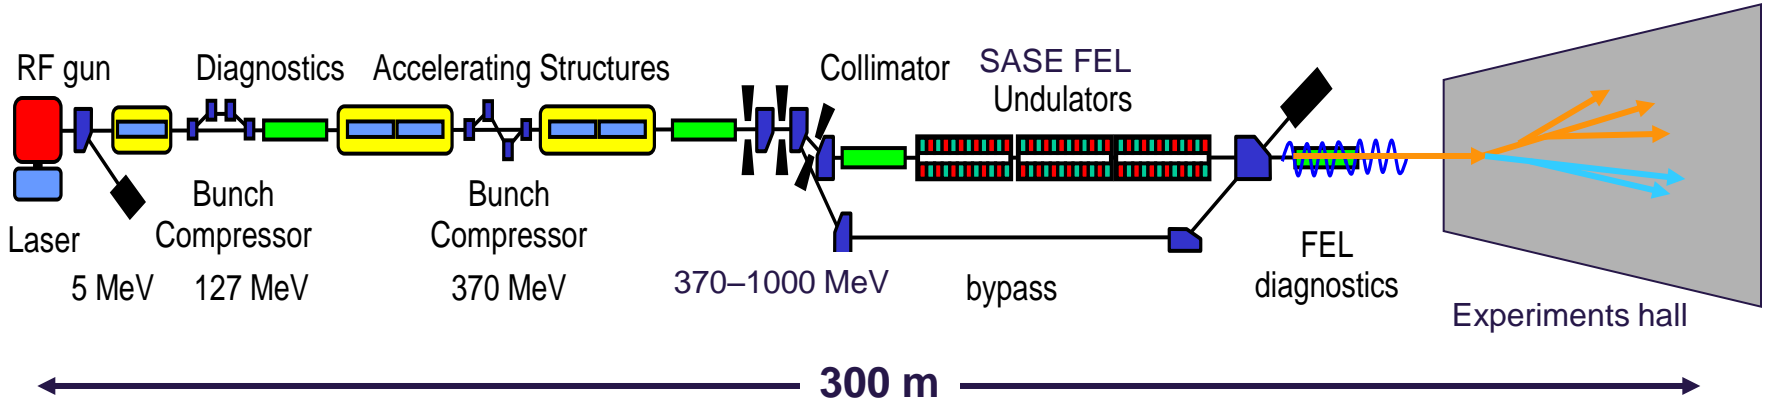 RF gun
Diagnostics
Accelerating Structures
Collimator
SASE FEL
Undulators
Laser
Bunch
Compressor
Bunch
Compressor
5 MeV
127 MeV
370 MeV
370–1000 MeV
bypass
FEL
diagnostics
Experiments hall
300 m